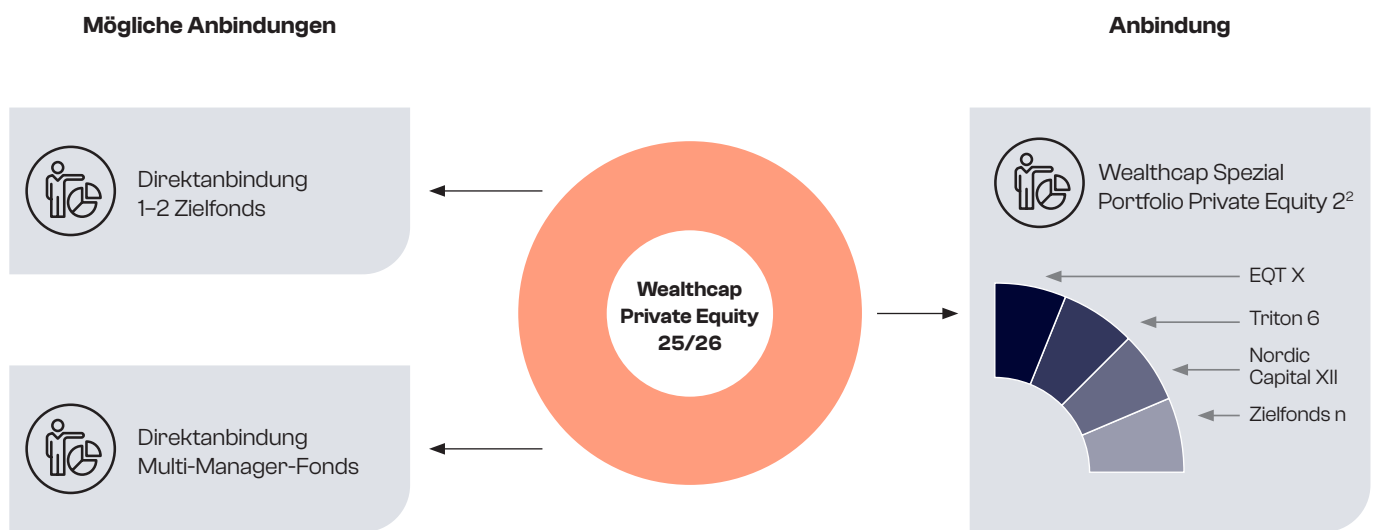 Mögliche Anbindungen
Anbindung
Direktanbindung
1–2 Zielfonds
Direktanbindung
Multi-Manager-Fonds
Wealthcap
Private Equity
25/26
Wealthcap Spezial
Portfolio Private Equity 2²
EQT X
Triton 6
Nordic
Capital XII
Zielfonds n